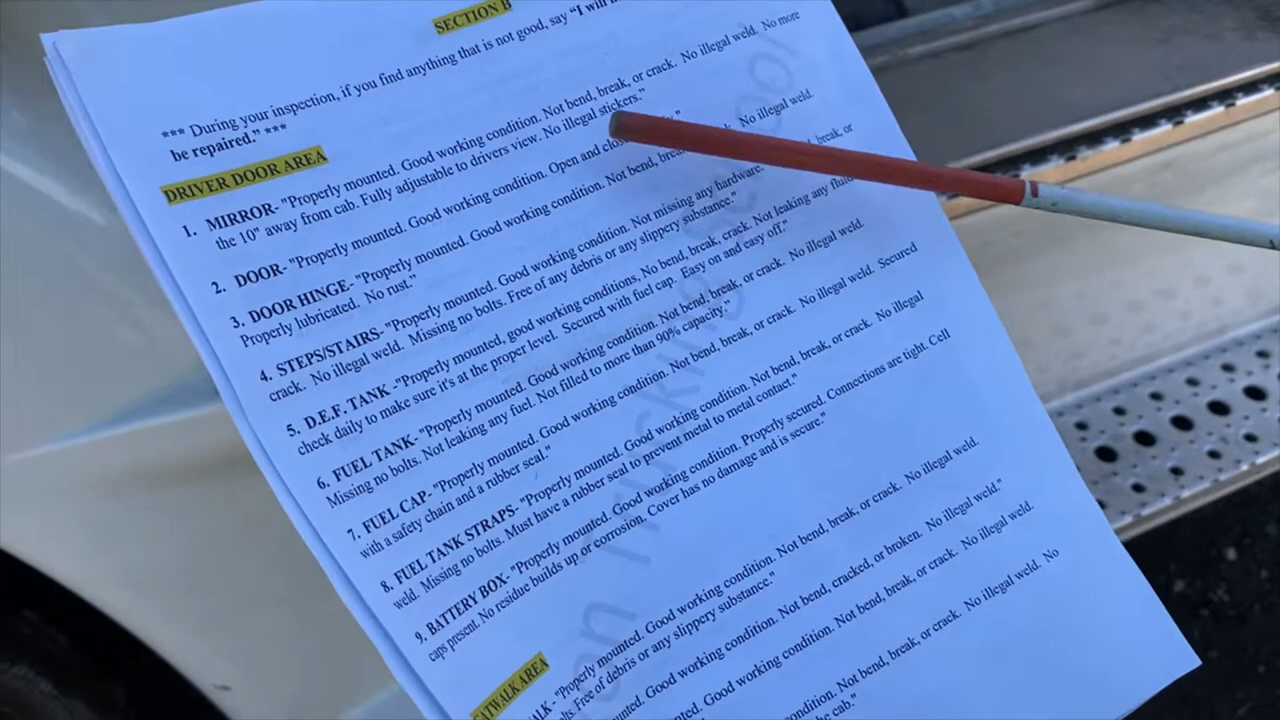 SECTION B
*** During your inspection, if you find anything that is not good, say "I will
be repaired." ***
DRIVER DOOR AREA
1. MIRROR- "Properly mounted. Good working condition. Not bend, break, or crack. No illegal weld. No more
the 10" away from cab. Fully adjustable to drivers view. No illegal stickers."
2. DOOR- "Properly mounted. Good working condition. Open and
3. DOOR HINGE- "Properly mounted. Good working condition. Not bend, No illegal weld.
Properly lubricated. No rust."
4. STEPS/STAIRS- "Properly mounted. Good working condition. Not missing any hardware. break, or
crack. No illegal weld. Missing no bolts. Free of any debris or any slippery substance."
5. D.E.F. TANK -"Properly mounted, good working conditions, No bend, break, crack. Not leaking any
check daily to make sure it's at the proper level. Secured with fuel cap. Easy on and easy off."
6. FUEL TANK- "Properly mounted. Good working condition. Not bend, break, or crack. No illegal weld.
Missing no bolts. Not leaking any fuel. Not filled to more than 90% capacity."
7. FUEL CAP- "Properly mounted. Good working condition. Not bend, break, or crack. No illegal weld. Secured
with a safety chain and a rubber seal."
8. FUEL TANK STRAPS- "Properly mounted. Good working condition. Not bend, break, or crack. No illegal
weld. Missing no bolts. Must have a rubber seal to prevent metal to metal contact."
9. BATTERY BOX- "Properly mounted. Good working condition. Properly secured. Connections are tight. Cell
caps present. No residue builds up or corrosion. Cover has no damage and is secure."
CATWALK AREA
"Properly mounted. Good working condition. Not bend, break, or crack. No illegal weld.
Free of debris or any slippery substance."
mounted. Good working condition. Not bend, cracked, or broken. No illegal weld."
mounted. Good working condition. Not bend, break, or crack. No illegal weld.
Not bend, break, or crack. No illegal weld. No
the cab."
Trucking